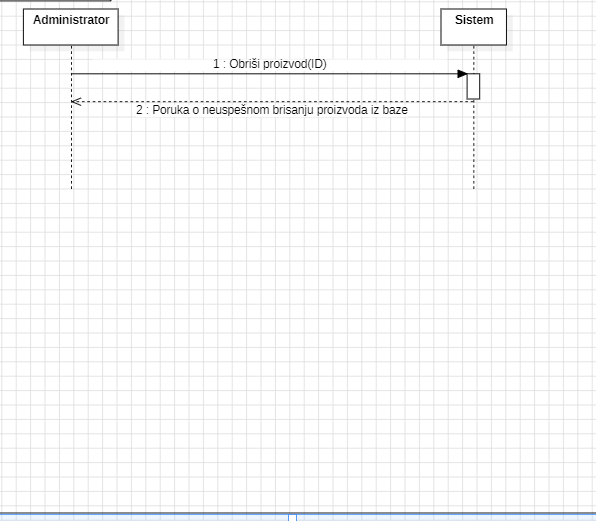 Administrator
Sistem
1 : Obriši proizvod(ID)
2 : Poruka o neuspešnom brisanju proizvoda iz baze